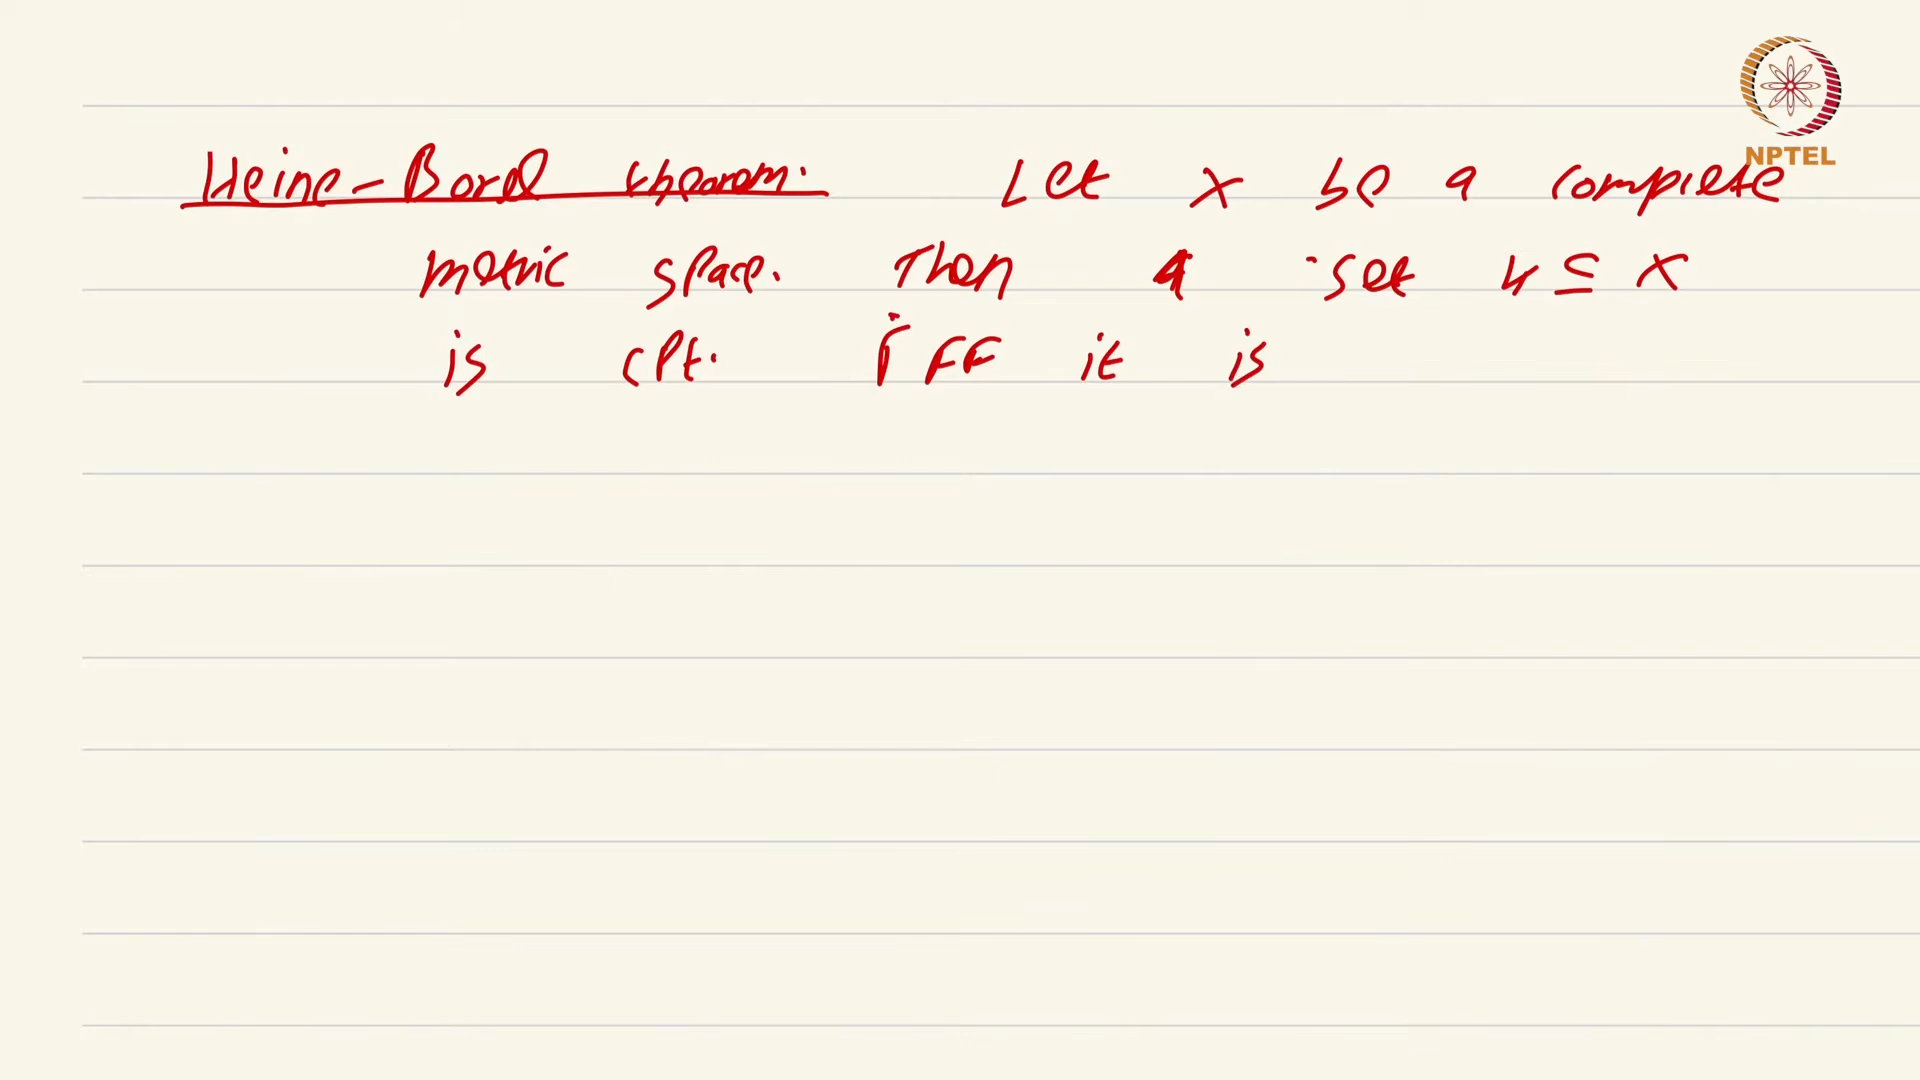 NPTEL
Heine-Borel theorem. Let X be a complete
metric space. Then a set K ⊆ X
is cpt. iff it is